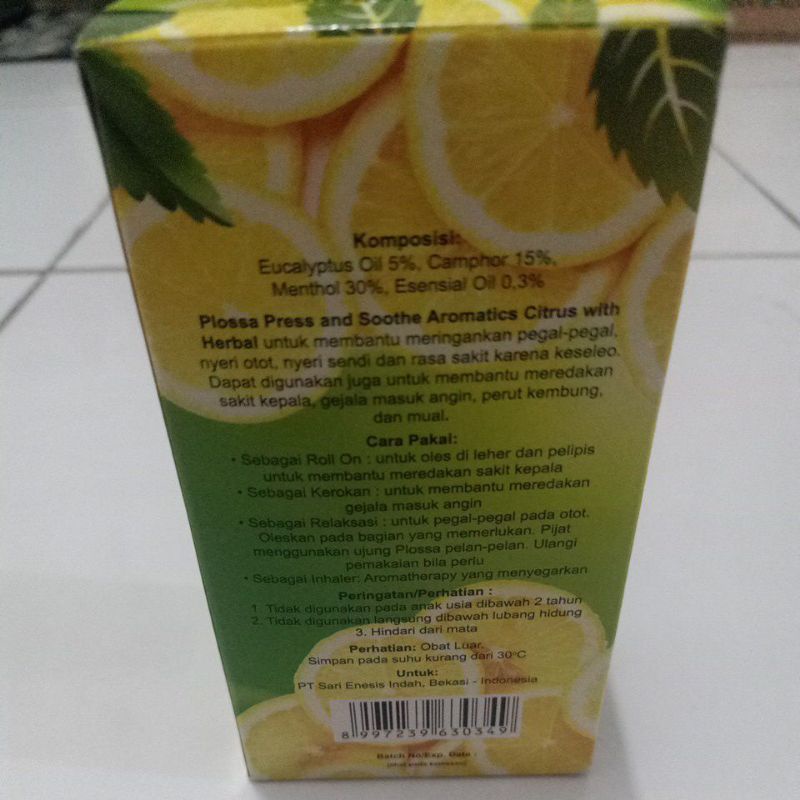 Komposisi:
Eucalyptus Oil 5%, Camphor 15%,
Menthol 30%, Esensial Oil 0,3%
Plossa Press and Soothe Aromatics Citrus with
Herbal untuk membantu meringankan pegal-pegal,
nyeri otot, nyeri sendi dan rasa sakit karena keseleo.
Dapat digunakan juga untuk membantu meredakan
sakit kepala, gejala masuk angin, perut kembung,
dan mual.
Cara Pakai:
• Sebagai Roll On : untuk oles di leher dan pelipis
untuk membantu meredakan sakit kepala
• Sebagai Kerokan : untuk membantu meredakan
gejala masuk angin
• Sebagai Relaksasi : untuk pegal-pegal pada otot.
Oleskan pada bagian yang memerlukan. Pijat
menggunakan ujung Plossa pelan-pelan. Ulangi
pemakaian bila perlu
• Sebagai Inhaler: Aromatherapy yang menyegarkan
Peringatan/Perhatian :
1. Tidak digunakan pada anak usia dibawah 2 tahun
2. Tidak digunakan langsung dibawah lubang hidung
3. Hindari dari mata
Perhatian: Obat Luar.
Simpan pada suhu kurang dari 30°C
Untuk:
PT Sari Enesis Indah, Bekasi - Indonesia
8 997239 630349
Batch No/Exp. Date :
(lihat pada kemasan)